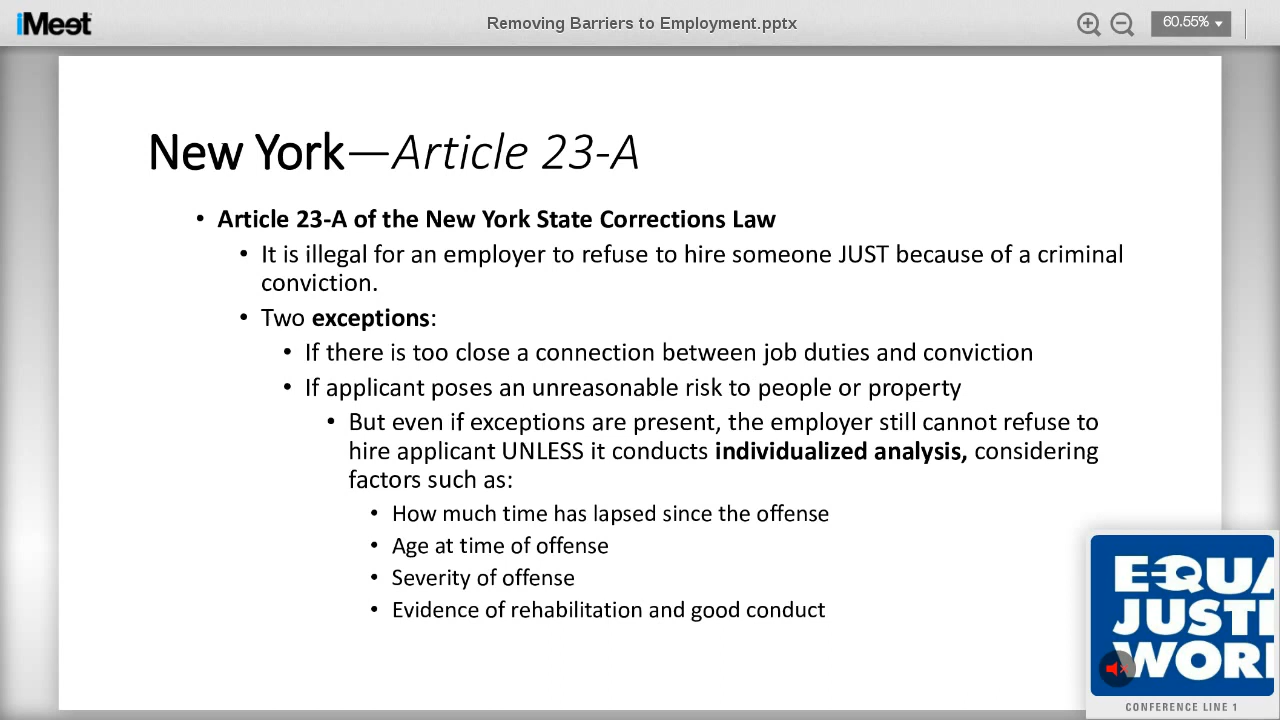 iMeet
Removing Barriers to Employment.pptx
60.55%
New York—Article 23-A
• Article 23-A of the New York State Corrections Law
• It is illegal for an employer to refuse to hire someone JUST because of a criminal
conviction.
• Two exceptions:
• If there is too close a connection between job duties and conviction
• If applicant poses an unreasonable risk to people or property
• But even if exceptions are present, the employer still cannot refuse to
hire applicant UNLESS it conducts individualized analysis, considering
factors such as:
• How much time has lapsed since the offense
• Age at time of offense
• Severity of offense
• Evidence of rehabilitation and good conduct
EQUA
JUSTI
WOR
CONFERENCE LINE 1